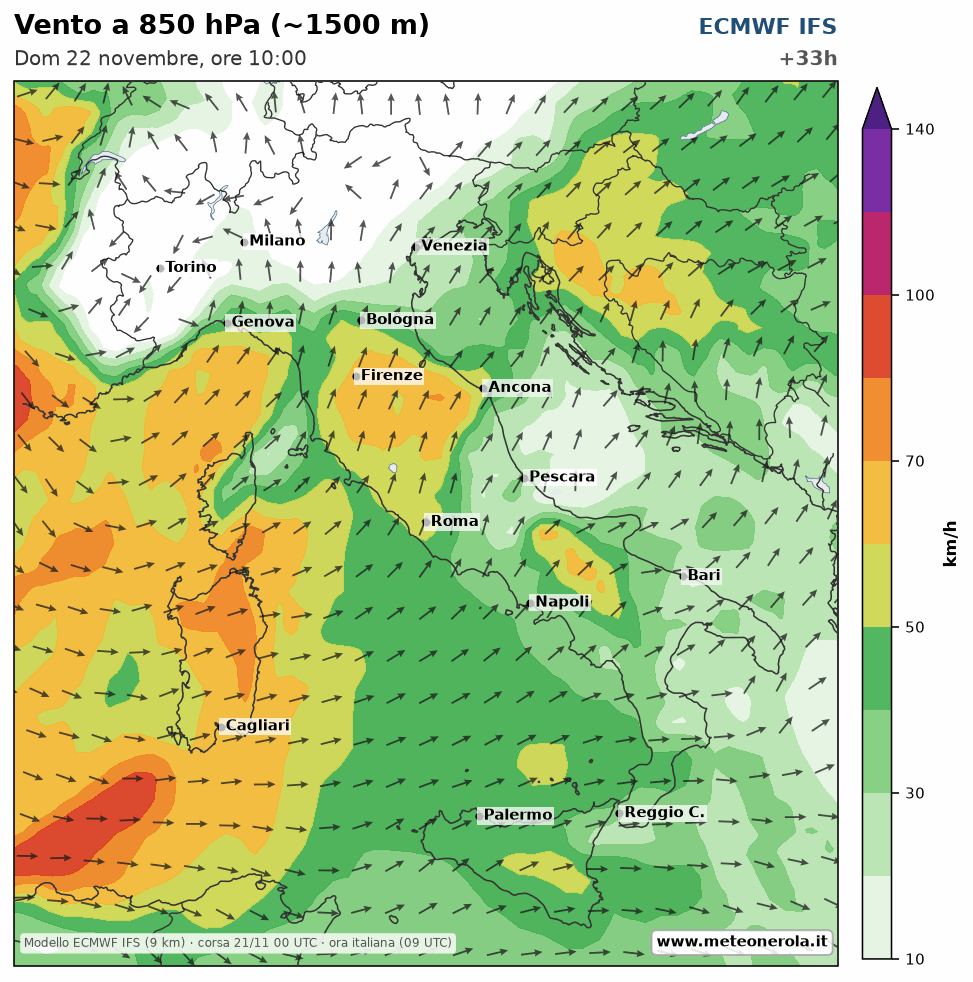 Vento a 850 hPa (~1500 m)
ECMWF IFS
Dom 22 novembre, ore 10:00
+33h
140
Milano
Venezia
Torino
100
Genova
Bologna
Firenze
Ancona
70
Pescara
Roma
km/h
Bari
Napoli
50
Cagliari
30
Palermo
Reggio C.
Modello ECMWF IFS (9 km) · corsa 21/11 00 UTC · ora italiana (09 UTC)
www.meteonerola.it
10